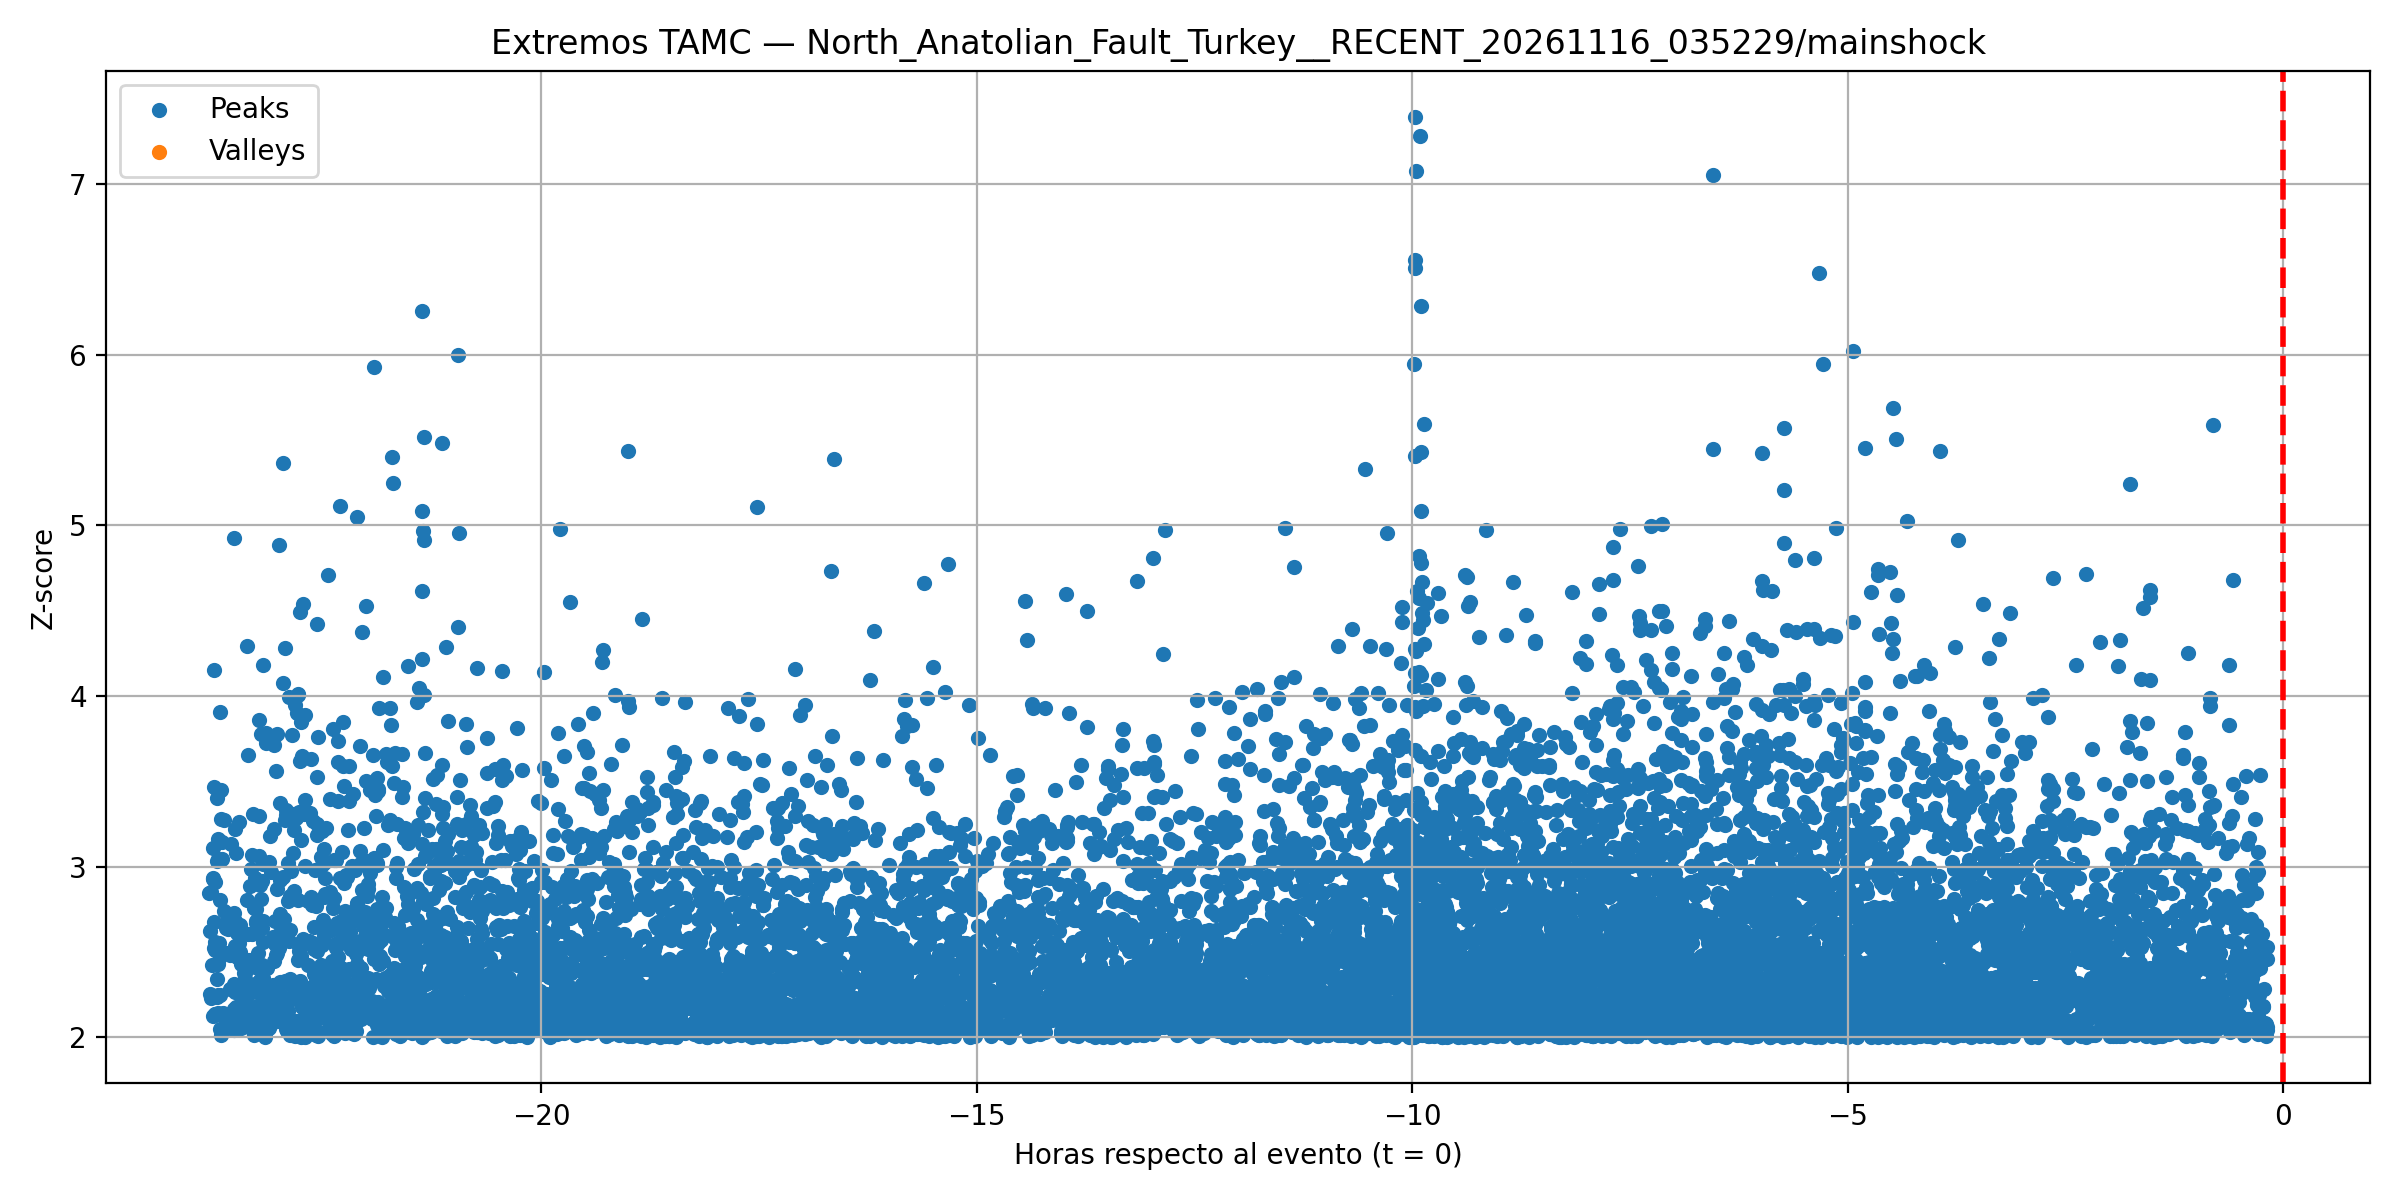 Extremos TAMC — North_Anatolian_Fault_Turkey__RECENT_20261116_035229/mainshock
Peaks
Valleys
Z-score
7
6
5
4
3
2
−20
−15
−10
−5
0
Horas respecto al evento (t = 0)